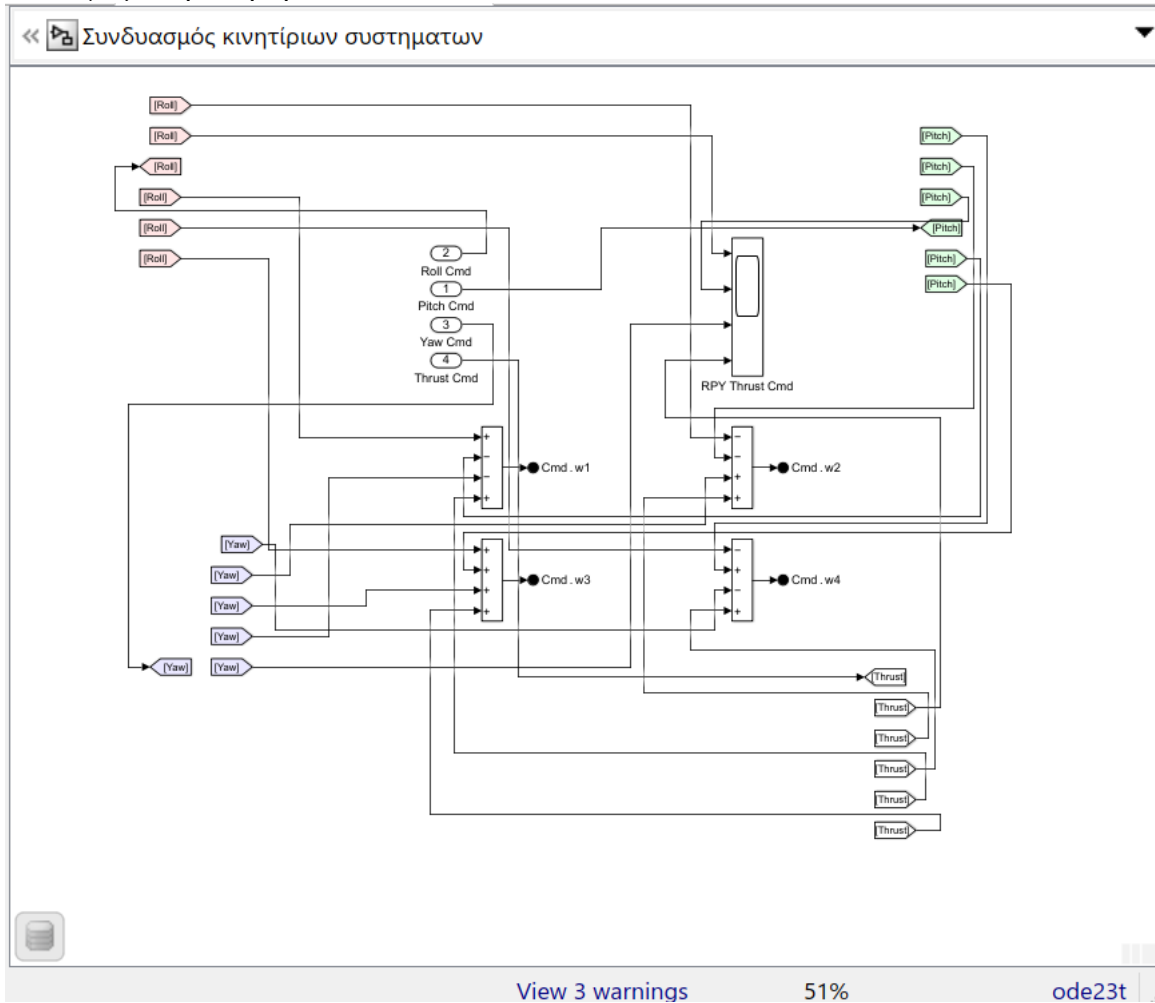 Συνδυασμός κινητίριων συστηματων
[Roll]
[Roll]
[Pitch]
[Roll]
[Pitch]
[Roll]
[Pitch]
[Roll]
[Pitch]
[Roll]
[Pitch]
2
Roll Cmd
[Pitch]
1
Pitch Cmd
3
Yaw Cmd
4
Thrust Cmd
RPY Thrust Cmd
+
−
−
+
Cmd.w1
−
−
+
+
Cmd.w2
[Yaw]
[Yaw]
[Yaw]
[Yaw]
[Yaw]
[Yaw]
+
+
+
+
Cmd.w3
−
+
−
+
Cmd.w4
[Thrust]
[Thrust]
[Thrust]
[Thrust]
[Thrust]
[Thrust]
View 3 warnings 51% ode23t